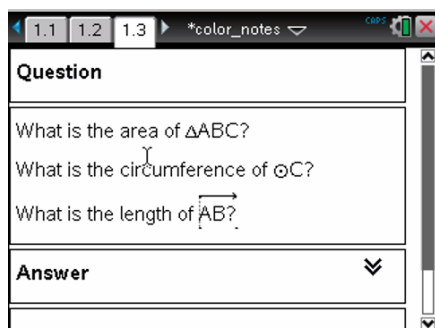 1.1 1.2 1.3 *color_notes CAPS
Question
What is the area of △ABC?
What is the circumference of ⊙C?
What is the length of AB?
Answer